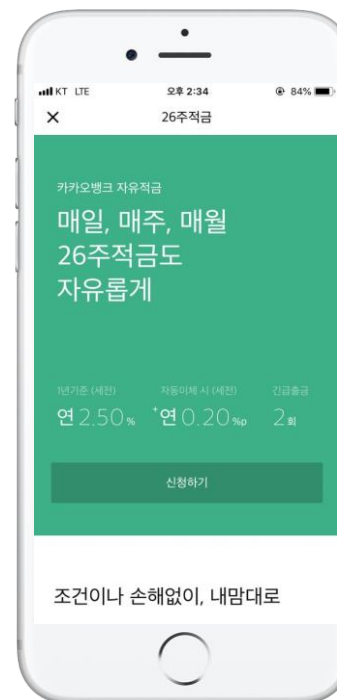 KT LTE 오후 2:34 84%
26주적금
카카오뱅크 자유적금
매일, 매주, 매월
26주적금도
자유롭게
1년기준 (세전) 자동이체 시 (세전) 긴급출금
연 2.50 % +연 0.20 %p 2 회
신청하기
조건이나 손해없이, 내맘대로